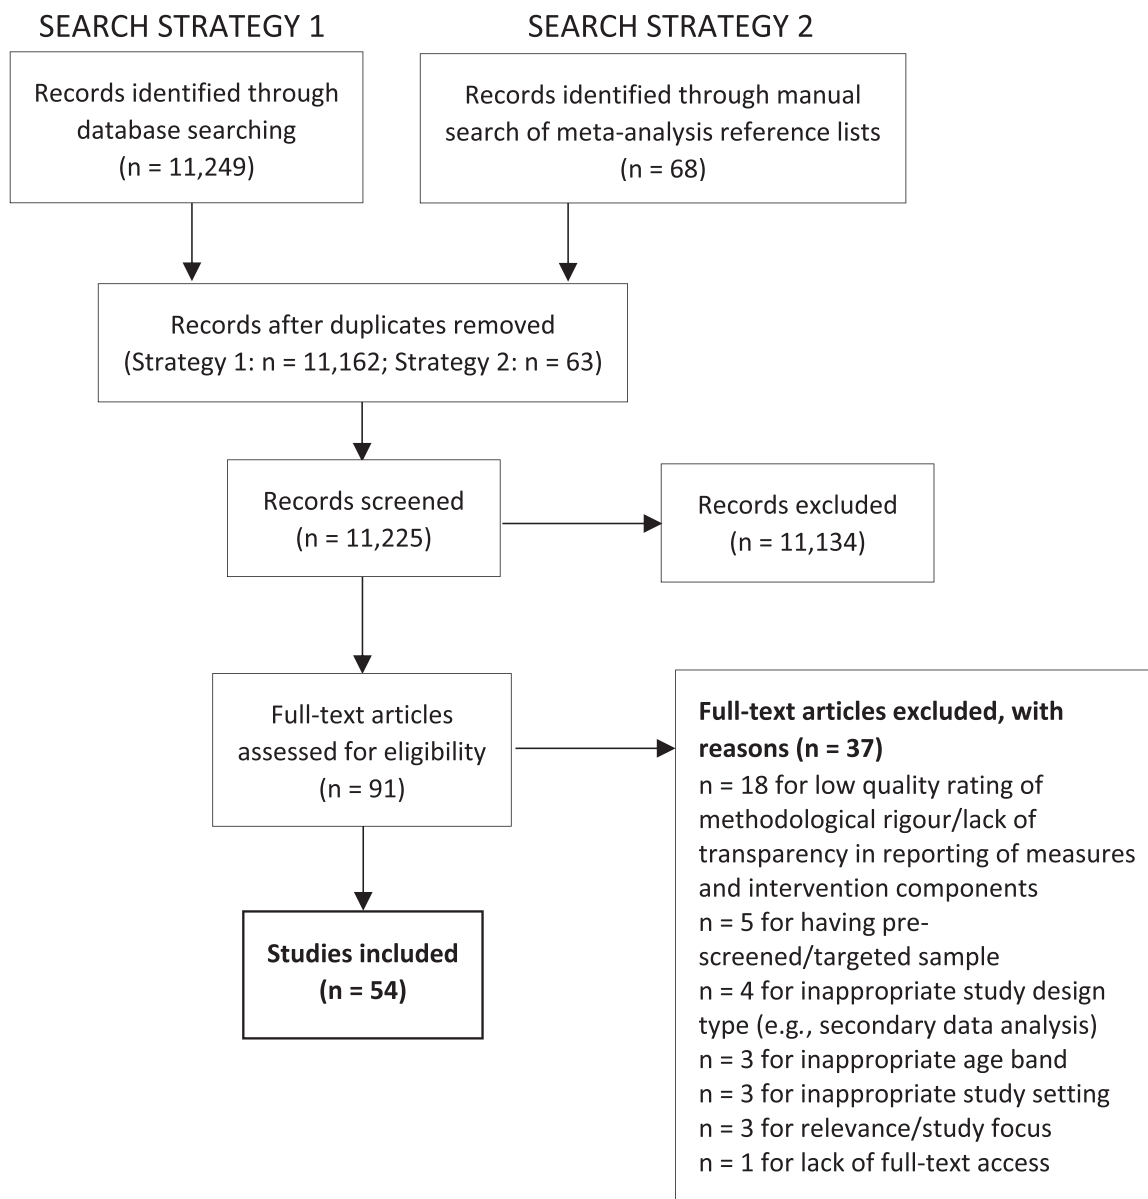 SEARCH STRATEGY 1
SEARCH STRATEGY 2
Records identified through
database searching
(n = 11,249)
Records identified through manual
search of meta-analysis reference lists
(n = 68)
Records after duplicates removed
(Strategy 1: n = 11,162; Strategy 2: n = 63)
Records screened
(n = 11,225)
Records excluded
(n = 11,134)
Full-text articles
assessed for eligibility
(n = 91)
Full-text articles excluded, with
reasons (n = 37)
n = 18 for low quality rating of
methodological rigour/lack of
transparency in reporting of measures
and intervention components
n = 5 for having pre-
screened/targeted sample
n = 4 for inappropriate study design
type (e.g., secondary data analysis)
n = 3 for inappropriate age band
n = 3 for inappropriate study setting
n = 3 for relevance/study focus
n = 1 for lack of full-text access
Studies included
(n = 54)